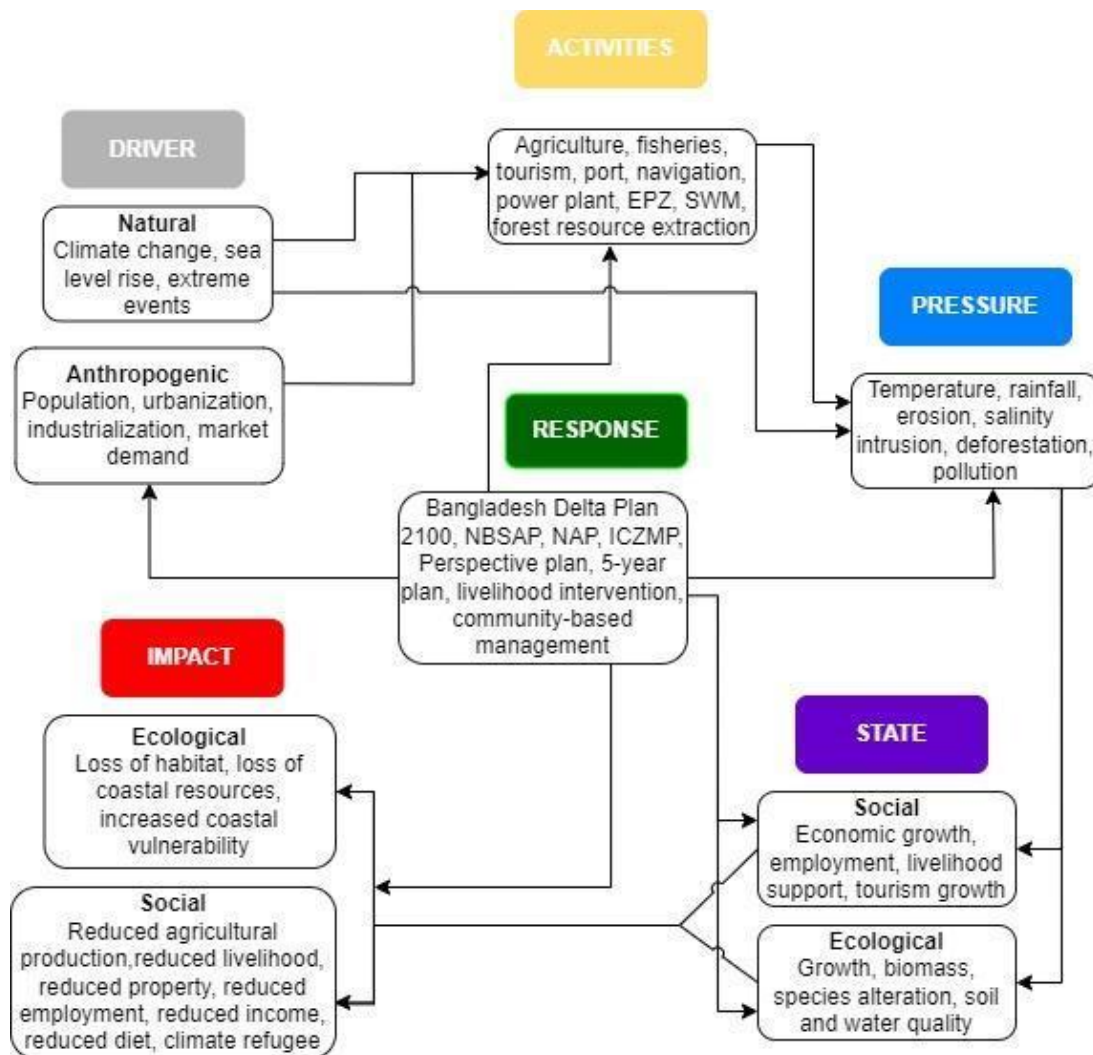 ACTIVITIES
DRIVER
Agriculture, fisheries,
tourism, port, navigation,
power plant, EPZ, SWM,
forest resource extraction
Natural
Climate change, sea
level rise, extreme
events
PRESSURE
Anthropogenic
Population, urbanization,
industrialization, market
demand
Temperature, rainfall,
erosion, salinity
intrusion, deforestation,
pollution
RESPONSE
Bangladesh Delta Plan
2100, NBSAP, NAP, ICZMP,
Perspective plan, 5-year
plan, livelihood intervention,
community-based
management
IMPACT
Ecological
Loss of habitat, loss of
coastal resources,
increased coastal
vulnerability
STATE
Social
Economic growth,
employment, livelihood
support, tourism growth
Social
Reduced agricultural
production,reduced livelihood,
reduced property, reduced
employment, reduced income,
reduced diet, climate refugee
Ecological
Growth, biomass,
species alteration, soil
and water quality